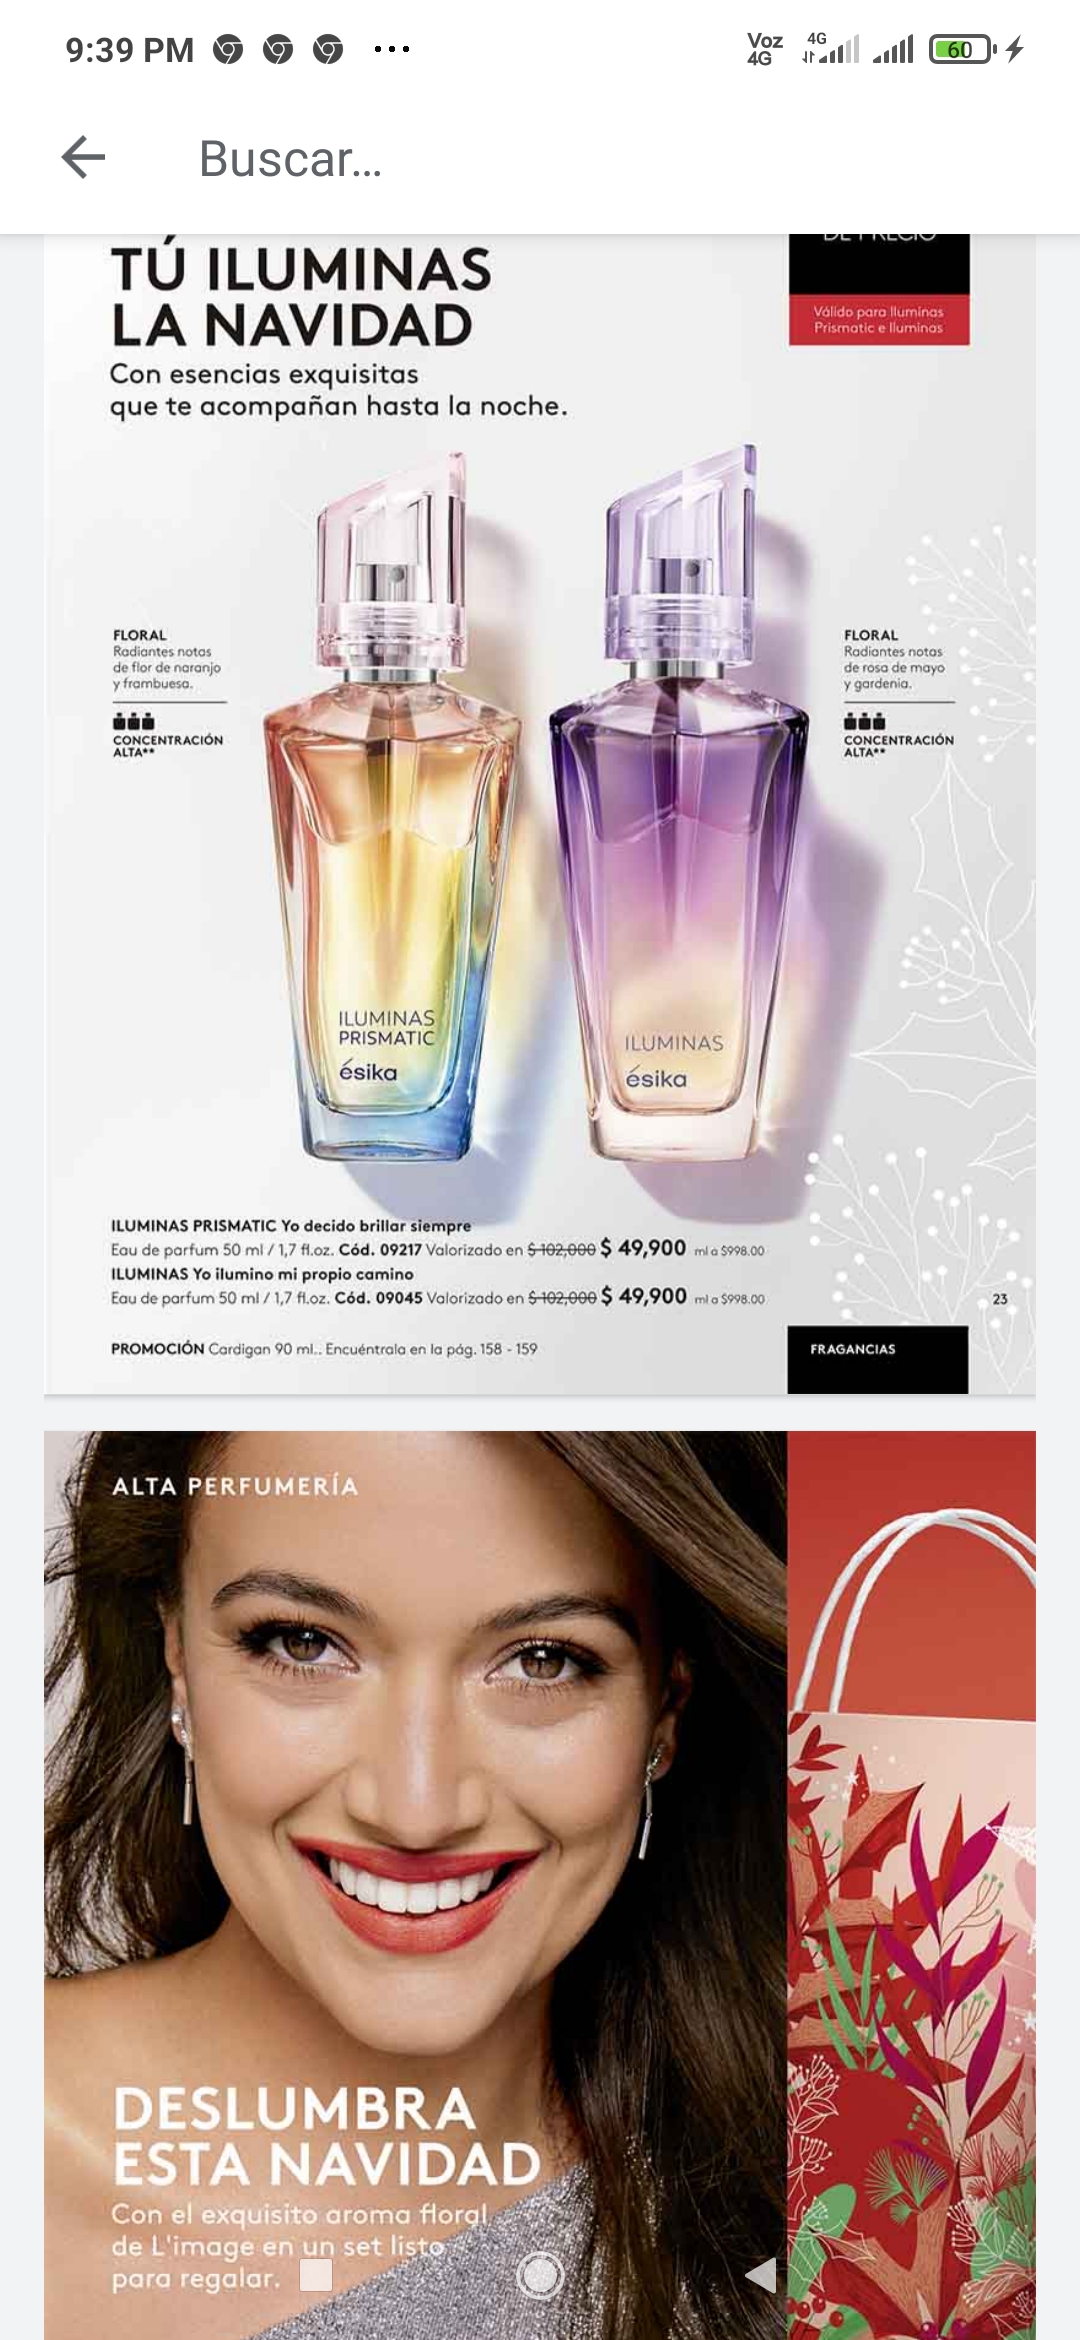 9:39 PM
Voz
4G
4G
60
Buscar...
DE PRECIO
TÚ ILUMINAS
LA NAVIDAD
Con esencias exquisitas
que te acompañan hasta la noche.
Válido para Iluminas
Prismatic e Iluminas
FLORAL
Radiantes notas
de flor de naranjo
y frambuesa.
CONCENTRACIÓN
ALTA**
FLORAL
Radiantes notas
de rosa de mayo
y gardenia.
CONCENTRACIÓN
ALTA**
ILUMINAS
PRISMATIC
ésika
ILUMINAS
ésika
ILUMINAS PRISMATIC Yo decido brillar siempre
Eau de parfum 50 ml / 1,7 fl.oz. Cód. 09217 Valorizado en $ 102,000 $ 49,900 ml a $998.00
ILUMINAS Yo ilumino mi propio camino
Eau de parfum 50 ml / 1,7 fl.oz. Cód. 09045 Valorizado en $ 102,000 $ 49,900 ml a $998.00
23
PROMOCIÓN Cardigan 90 ml.. Encuéntrala en la pág. 158 - 159
FRAGANCIAS
ALTA PERFUMERÍA
DESLUMBRA
ESTA NAVIDAD
Con el exquisito aroma floral
de L'image en un set listo
para regalar.